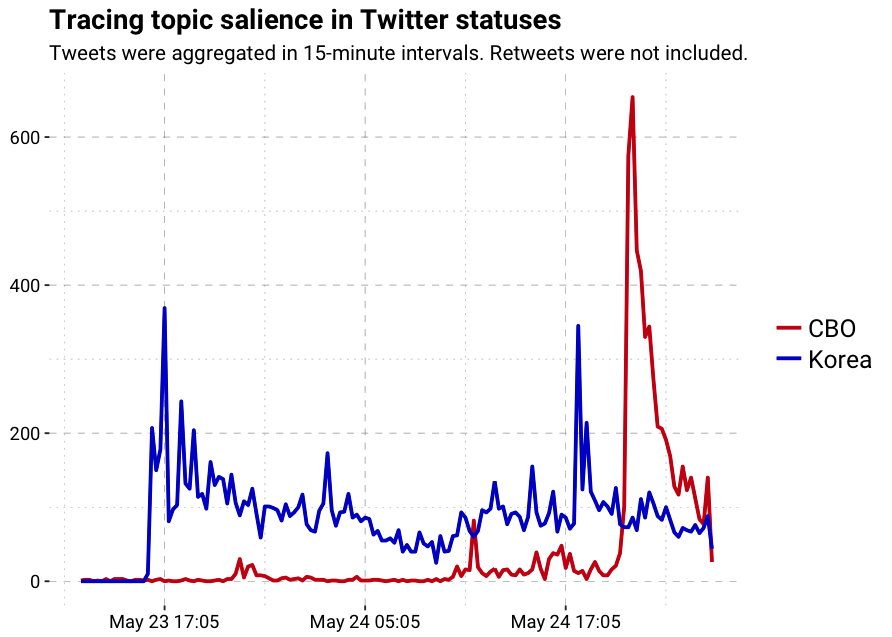 Tracing topic salience in Twitter statuses
Tweets were aggregated in 15-minute intervals. Retweets were not included.
600
400
200
0
May 23 17:05
May 24 05:05
May 24 17:05
CBO
Korea